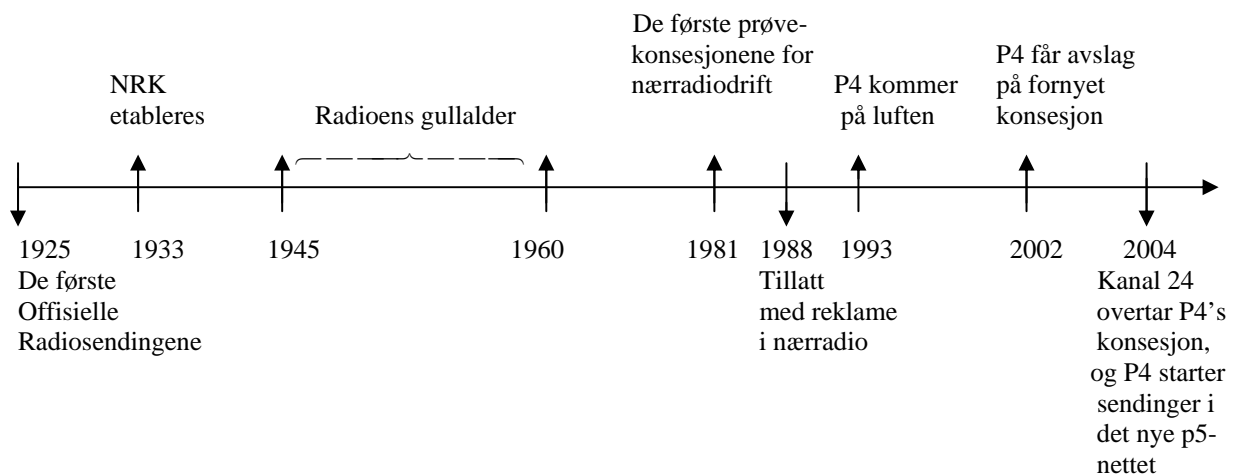 De første prøve-
konsesjonene for
nærradiodrift
NRK
etableres
Radioens gullalder
P4 kommer
på luften
P4 får avslag
på fornyet
konsesjon
1925
De første
Offisielle
Radiosendingene
1933
1945
1960
1981
1988
Tillatt
med reklame
i nærradio
1993
2002
2004
Kanal 24
overtar P4’s
konsesjon,
og P4 starter
sendinger i
det nye p5-
nettet